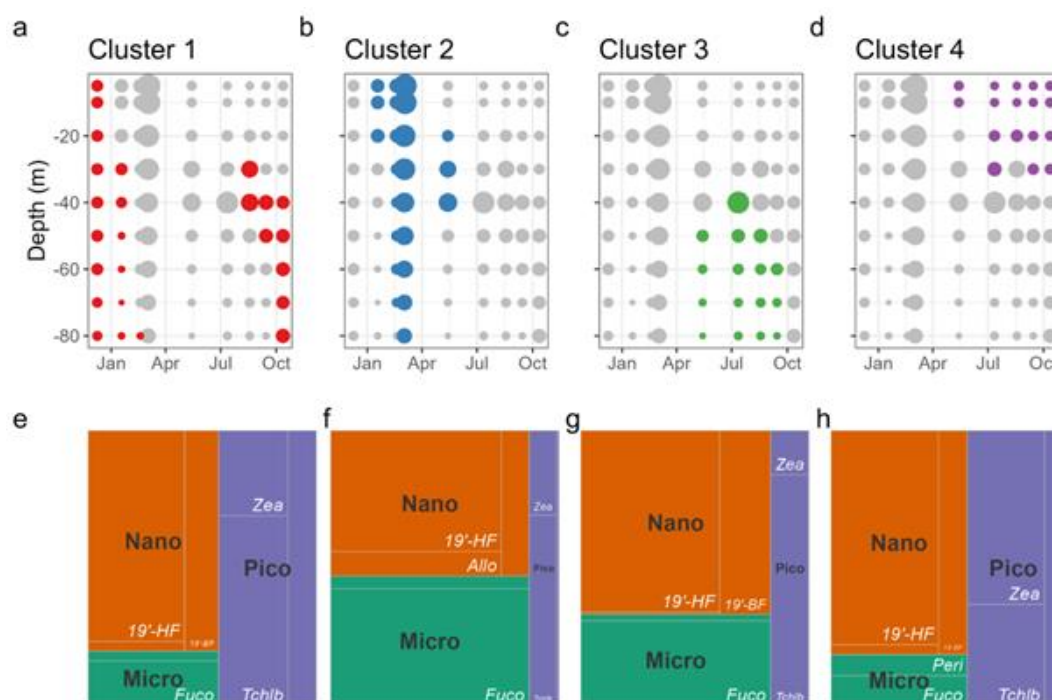 a
b
c
d
Cluster 1
Cluster 2
Cluster 3
Cluster 4
Depth (m)
-20
-40
-60
-80
Jan Apr Jul Oct
Jan Apr Jul Oct
Jan Apr Jul Oct
Jan Apr Jul Oct
e
f
g
h
Nano
19'-HF
19'-BF
Micro
Fuco
Zea
Pico
Tchlb
Nano
19'-HF
Allo
Micro
Fuco
Zea
Pico
Nano
19'-HF
19'-BF
Micro
Fuco
Zea
Pico
Tchlb
Nano
19'-HF
Peri
Micro
Fuco
Pico
Zea
Tchlb